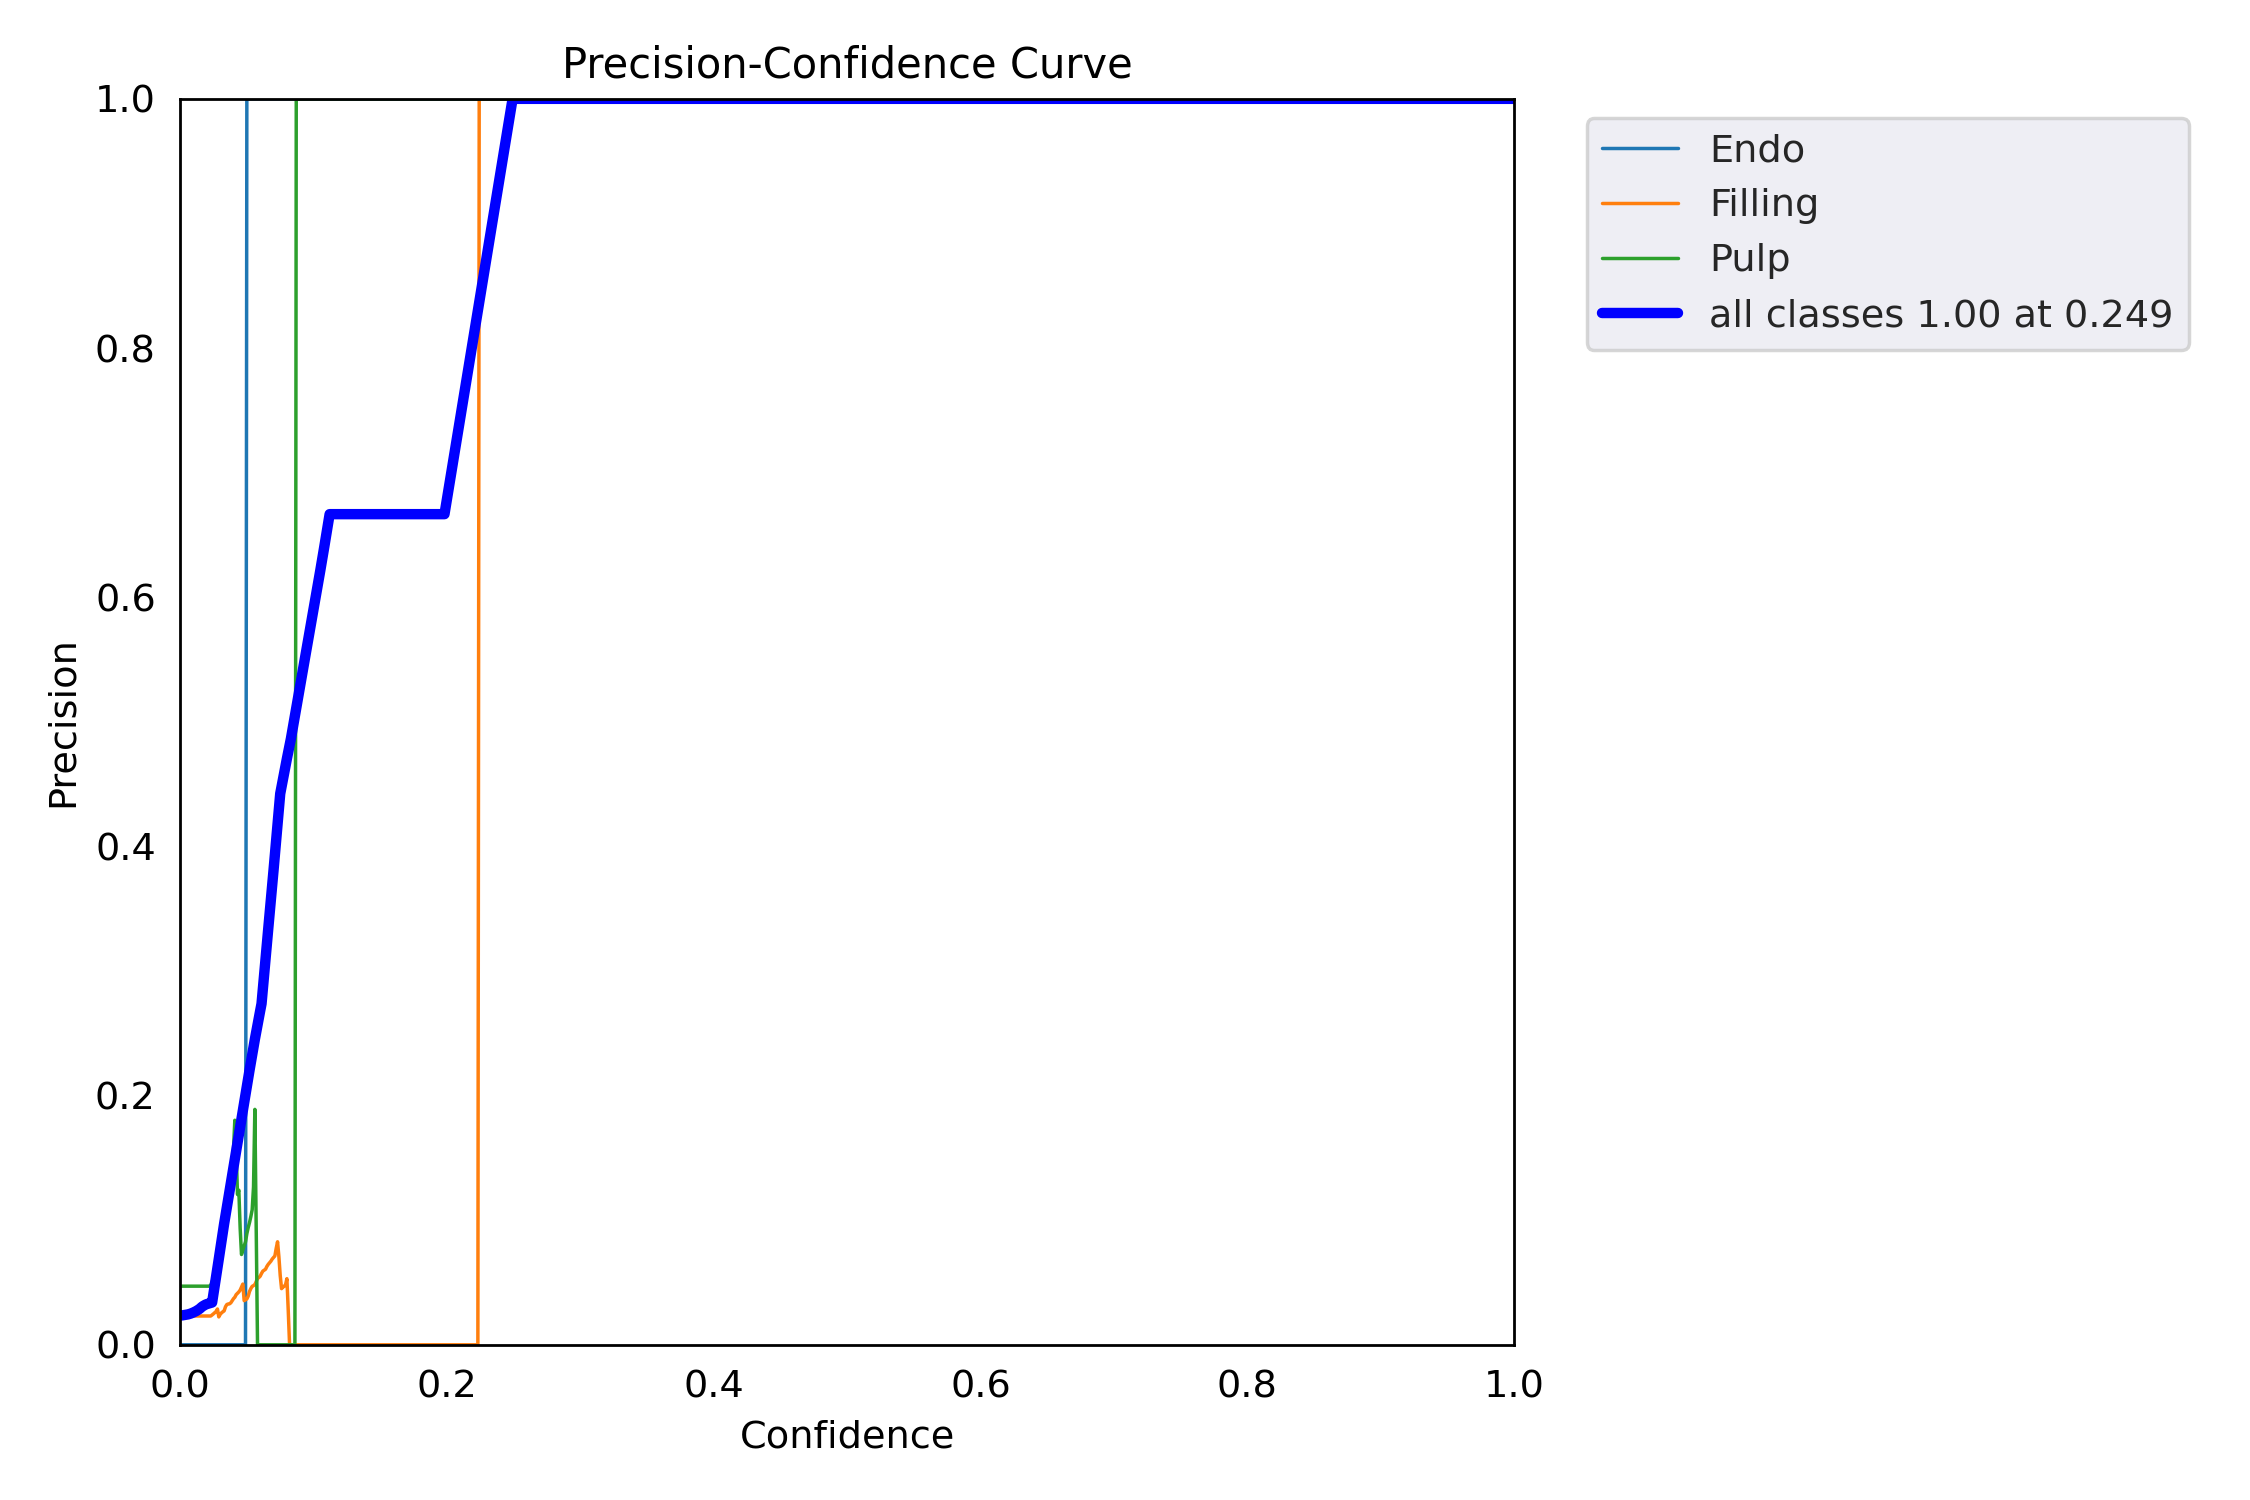 Precision-Confidence Curve
1.0
0.8
0.6
0.4
0.2
0.0
Precision
0.0 0.2 0.4 0.6 0.8 1.0
Confidence
Endo
Filling
Pulp
all classes 1.00 at 0.249